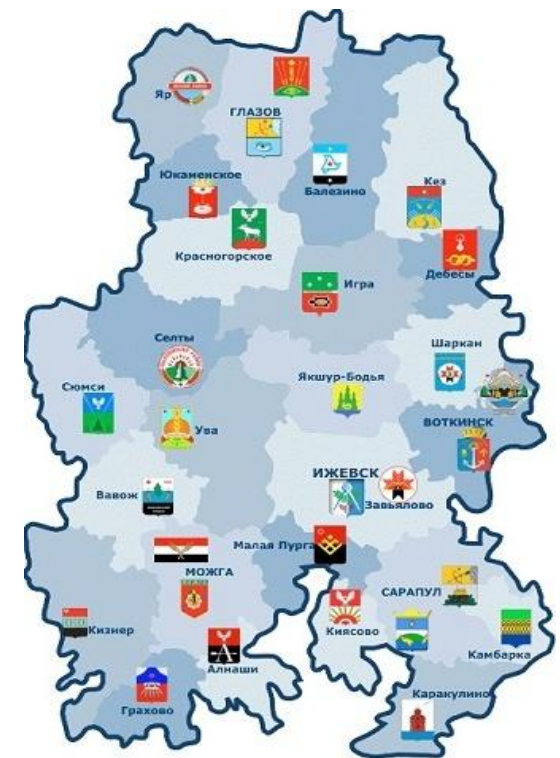 Яр
ГЛАЗОВ
Юкаменское
Балезино
Кез
Красногорское
Дебесы
Игра
Селты
Шаркан
Сюмси
Якшур-Бодья
Ува
ВОТКИНСК
ИЖЕВСК
Вавож
Завьялово
Малая Пурга
МОЖГА
САРАПУЛ
Кизнер
Киясово
Камбарка
Алнаши
Каракулино
Грахово